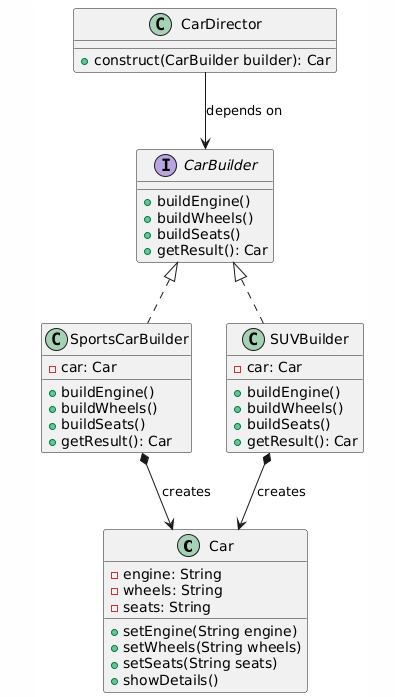 C CarDirector
construct(CarBuilder builder): Car
depends on
I CarBuilder
buildEngine()
buildWheels()
buildSeats()
getResult(): Car
C SportsCarBuilder
car: Car
buildEngine()
buildWheels()
buildSeats()
getResult(): Car
C SUVBuilder
car: Car
buildEngine()
buildWheels()
buildSeats()
getResult(): Car
creates
creates
C Car
engine: String
wheels: String
seats: String
setEngine(String engine)
setWheels(String wheels)
setSeats(String seats)
showDetails()